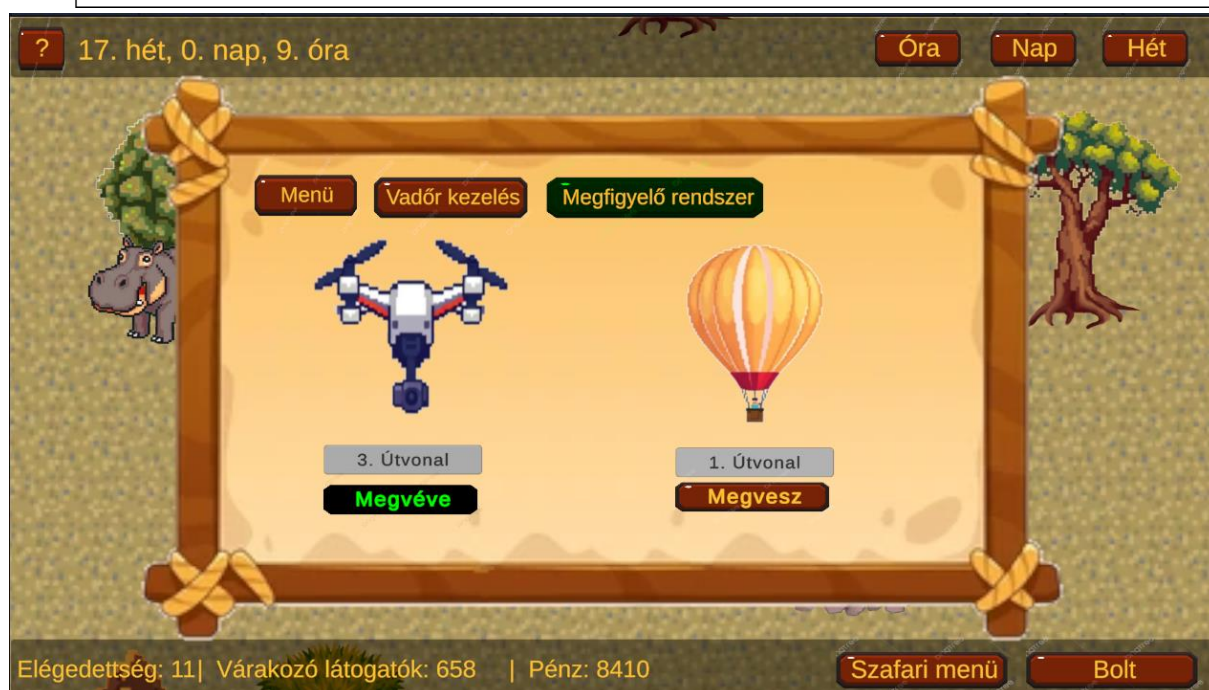 ? 17. hét, 0. nap, 9. óra Óra Nap Hét
Menü Vadőr kezelés Megfigyelő rendszer
3. Útvonal 1. Útvonal
Megvéve Megvesz
Elégedettség: 11| Várakozó látogatók: 658 | Pénz: 8410 Szafari menü Bolt